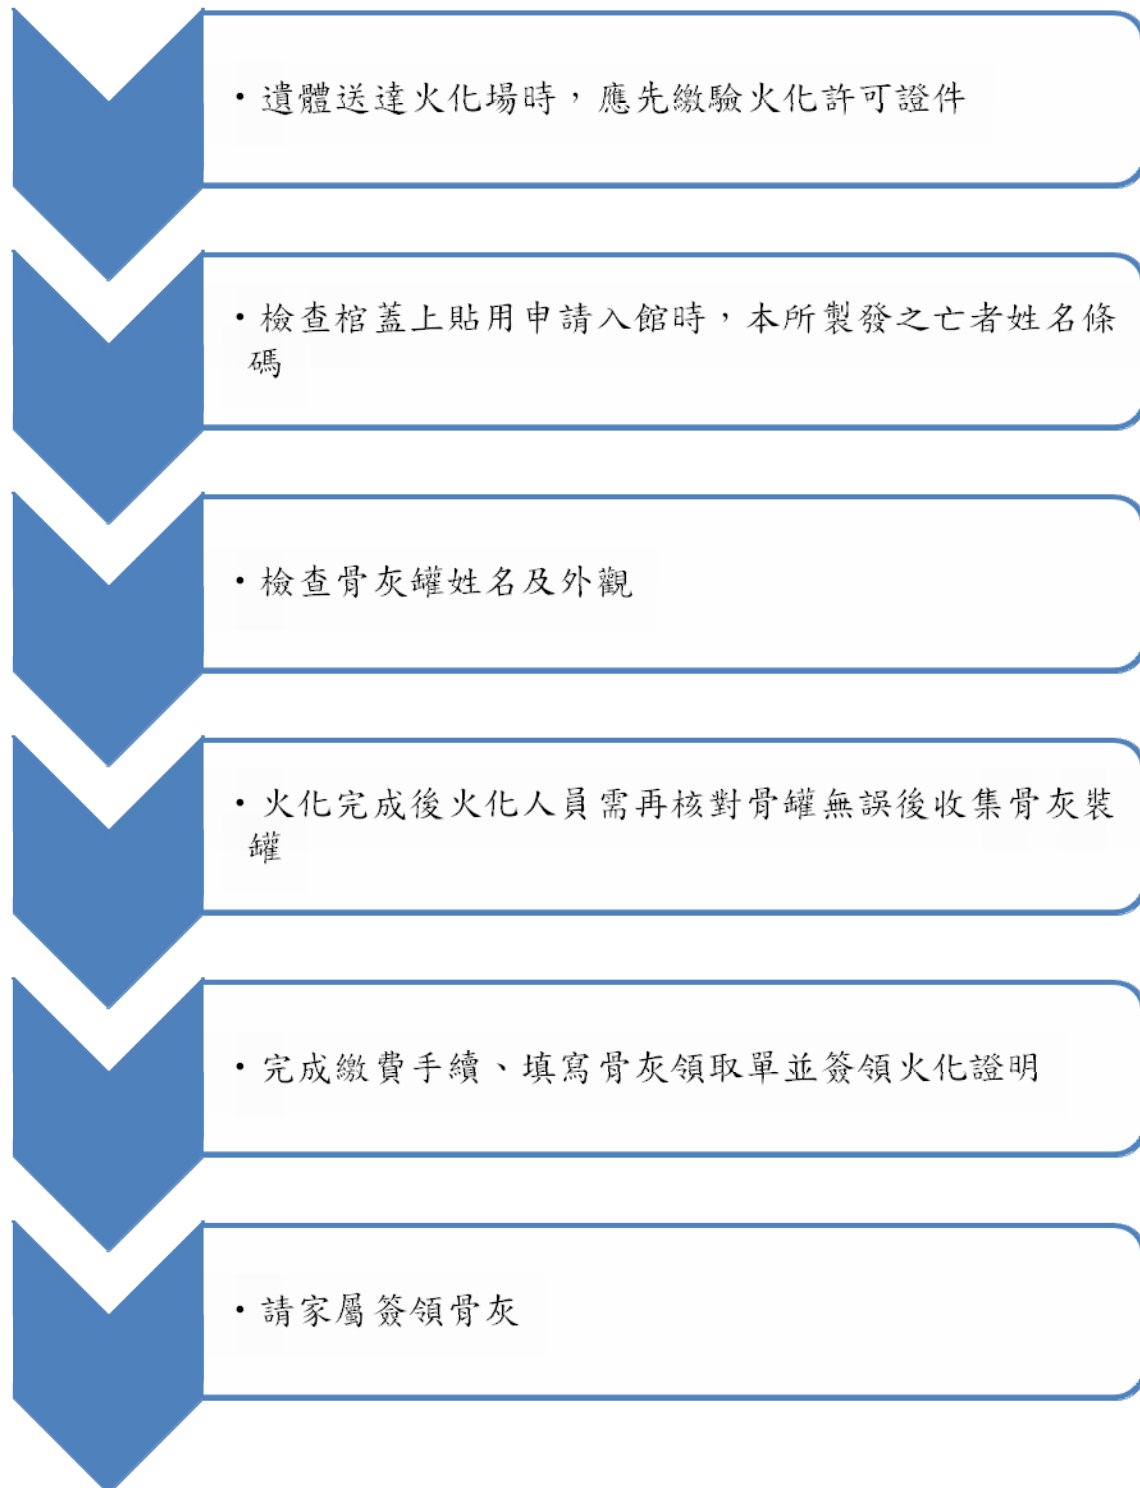 • 遺體送達火化場時，應先繳驗火化許可證件
• 檢查棺蓋上貼用申請入館時，本所製發之亡者姓名條
碼
• 檢查骨灰罐姓名及外觀
• 火化完成後火化人員需再核對骨罐無誤後收集骨灰裝
罐
• 完成繳費手續、填寫骨灰領取單並簽領火化證明
• 請家屬簽領骨灰